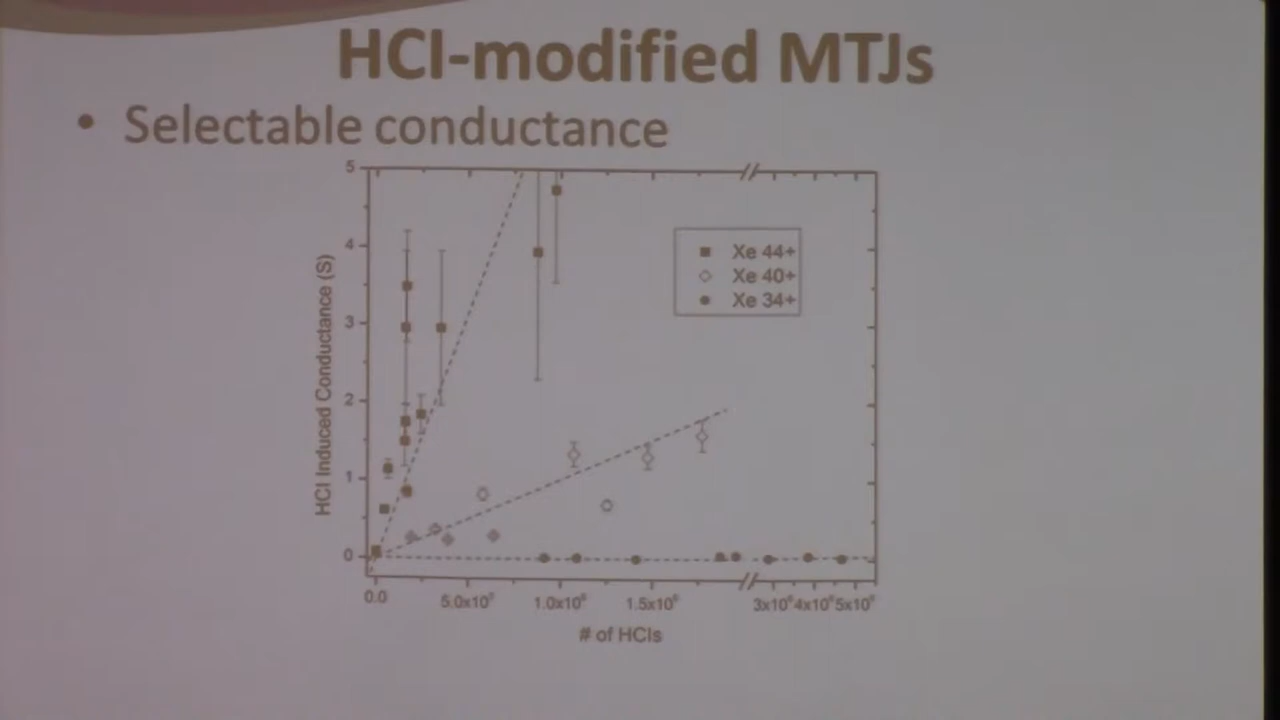 HCI-modified MTJs
• Selectable conductance
5
4
3
2
1
0
HCI Induced Conductance (S)
Xe 44+
Xe 40+
Xe 34+
0.0
5.0x10⁵
1.0x10⁶
1.5x10⁶
3x10⁶ 4x10⁶ 5x10⁶
# of HCIs